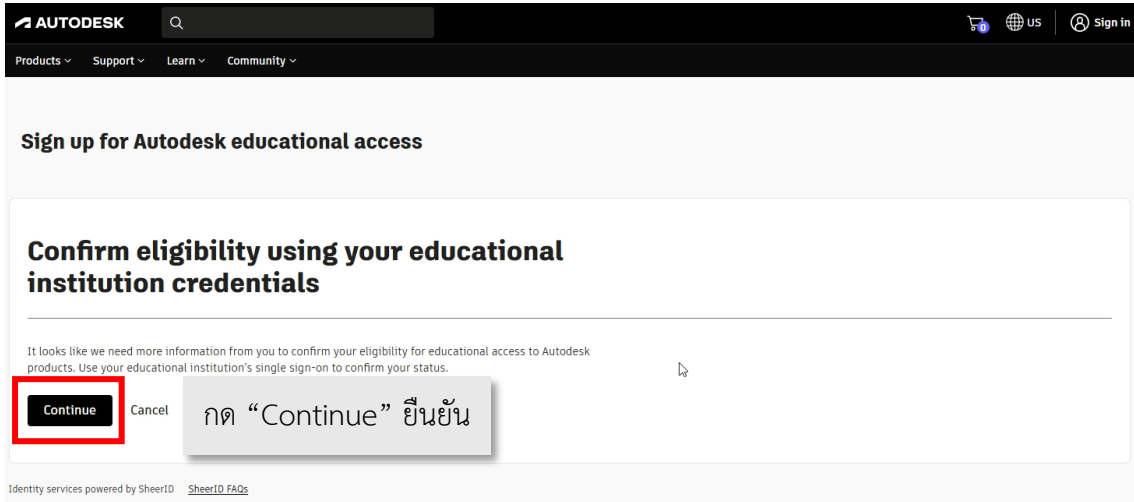 AUTODESK
0 US Sign in
Products Support Learn Community
Sign up for Autodesk educational access
Confirm eligibility using your educational
institution credentials
It looks like we need more information from you to confirm your eligibility for educational access to Autodesk
products. Use your educational institution's single sign-on to confirm your status.
Continue Cancel
กด “Continue” ยืนยัน
Identity services powered by SheerID SheerID FAQs